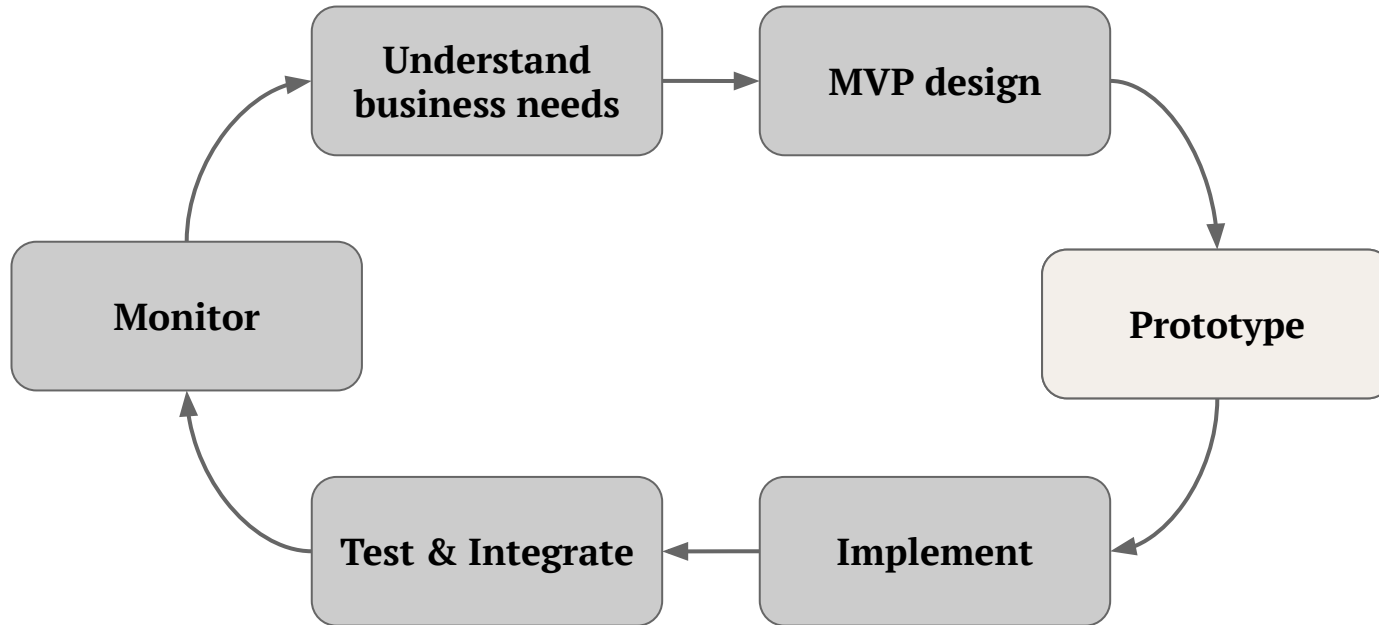 Understand
business needs
MVP design
Monitor
Prototype
Test & Integrate
Implement